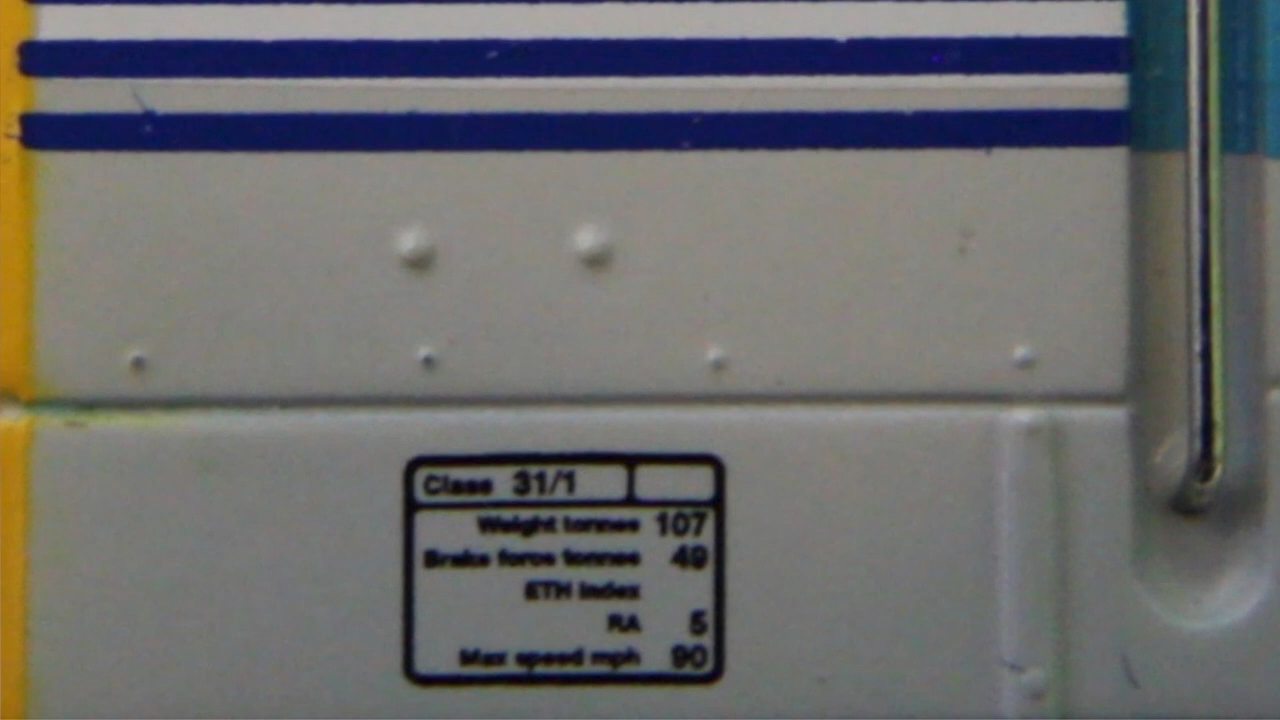 Class 31/1
Weight tonnes 107
Brake force tonnes 49
ETH Index
RA 5
Max speed mph 90